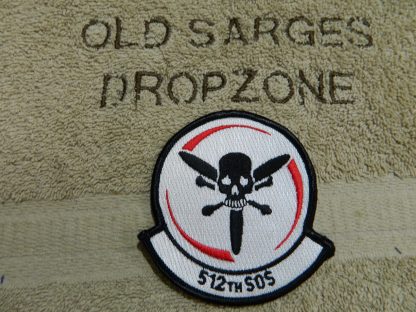 OLD SARGES
DROPZONE
512TH SOS